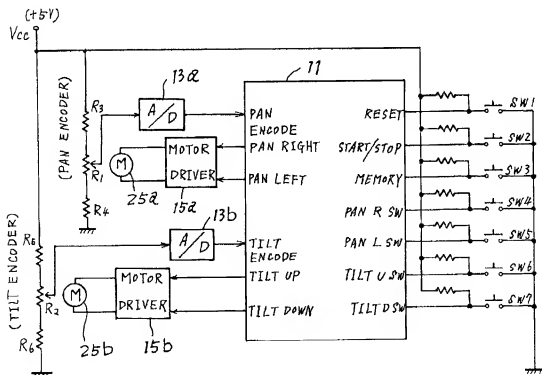 (+5V)
Vcc
11
13a
A/D
R3
(PAN ENCODER)
R1
R4
M
25a
MOTOR
DRIVER
15a
PAN
ENCODE
PAN RIGHT
PAN LEFT
13b
A/D
(TILT ENCODER)
R5
R2
R6
M
25b
MOTOR
DRIVER
15b
TILT
ENCODE
TILT UP
TILT DOWN
RESET
START/STOP
MEMORY
PAN R SW
PAN L SW
TILT U SW
TILT D SW
SW1
SW2
SW3
SW4
SW5
SW6
SW7